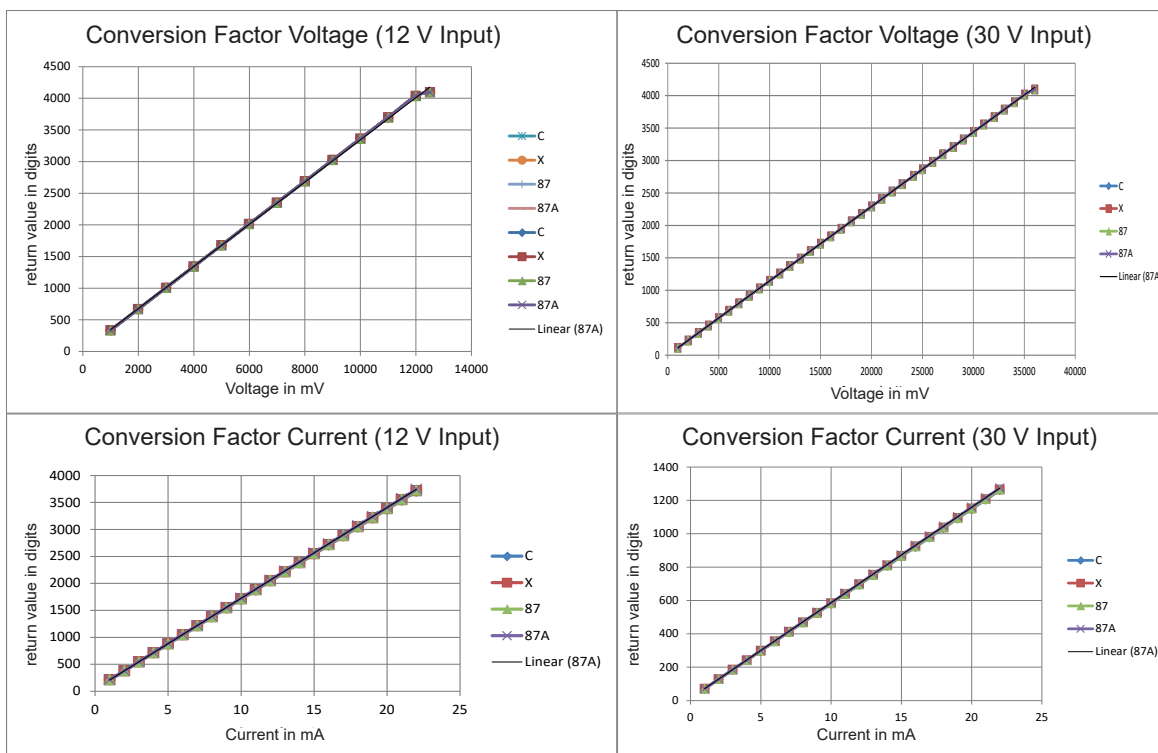 Conversion Factor Voltage (12 V Input)
return value in digits
4500
4000
3500
3000
2500
2000
1500
1000
500
0
0 2000 4000 6000 8000 10000 12000 14000
Voltage in mV
C
X
87
87A
C
X
87
87A
Linear (87A)
Conversion Factor Voltage (30 V Input)
return value in digits
4500
4000
3500
3000
2500
2000
1500
1000
500
0
0 5000 10000 15000 20000 25000 30000 35000 40000
Voltage in mV
C
X
87
87A
Linear (87A
Conversion Factor Current (12 V Input)
return value in digits
4000
3500
3000
2500
2000
1500
1000
500
0
0 5 10 15 20 25
Current in mA
C
X
87
87A
Linear (87A)
Conversion Factor Current (30 V Input)
return value in digits
1400
1200
1000
800
600
400
200
0
0 5 10 15 20 25
Current in mA
C
X
87
87A
Linear (87A)